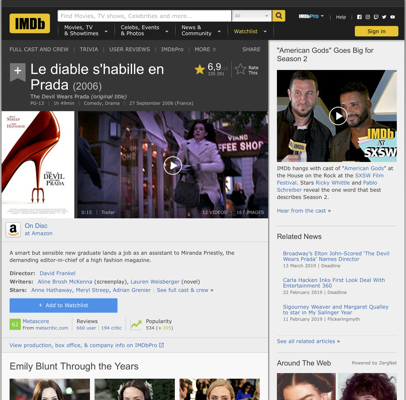 IMDb
Find Movies, TV shows, Celebrities and more...
All
IMDbPro
Help
Movies, TV
& Showtimes
Celebs, Events
& Photos
News &
Community
Watchlist
Sign in
FULL CAST AND CREW | TRIVIA | USER REVIEWS | IMDbPro | MORE
SHARE
Le diable s'habille en
Prada (2006)
6,9
Rate
This
The Devil Wears Prada (original title)
PG-13 | 1h 49min | Comedy, Drama | 27 September 2006 (France)
DEVIL
PRADA
COFFEE SHOP
0:15 | Trailer
12 VIDEOS | 167 IMAGES
On Disc
at Amazon
A smart but sensible new graduate lands a job as an assistant to Miranda Priestly, the
demanding editor-in-chief of a high fashion magazine.
Director: David Frankel
Writers: Aline Brosh McKenna (screenplay), Lauren Weisberger (novel)
Stars: Anne Hathaway, Meryl Streep, Adrian Grenier | See full cast & crew »
+ Add to Watchlist
62
Metascore
From metacritic.com
Reviews
660 user | 194 critic
Popularity
534
View production, box office, & company info on IMDbPro
Emily Blunt Through the Years
"American Gods" Goes Big for
Season 2
IMDb
at
SXSW
IMDb hangs with cast of "American Gods" at
the House on the Rock at the SXSW Film
Festival. Stars Ricky Whittle and Pablo
Schreiber reveal the one word that best
describes Season 2.
Hear from the cast »
Related News
Broadway's Elton John-Scored 'The Devil
Wears Prada' Names Director
13 March 2019 | Deadline
Carla Hacken Inks First Look Deal With
Entertainment 360
22 February 2019 | Deadline
Sigourney Weaver and Margaret Qualley
to star in My Salinger Year
11 February 2019 | Flickeringmyth
See all related articles »
Around The Web
Powered by ZergNet